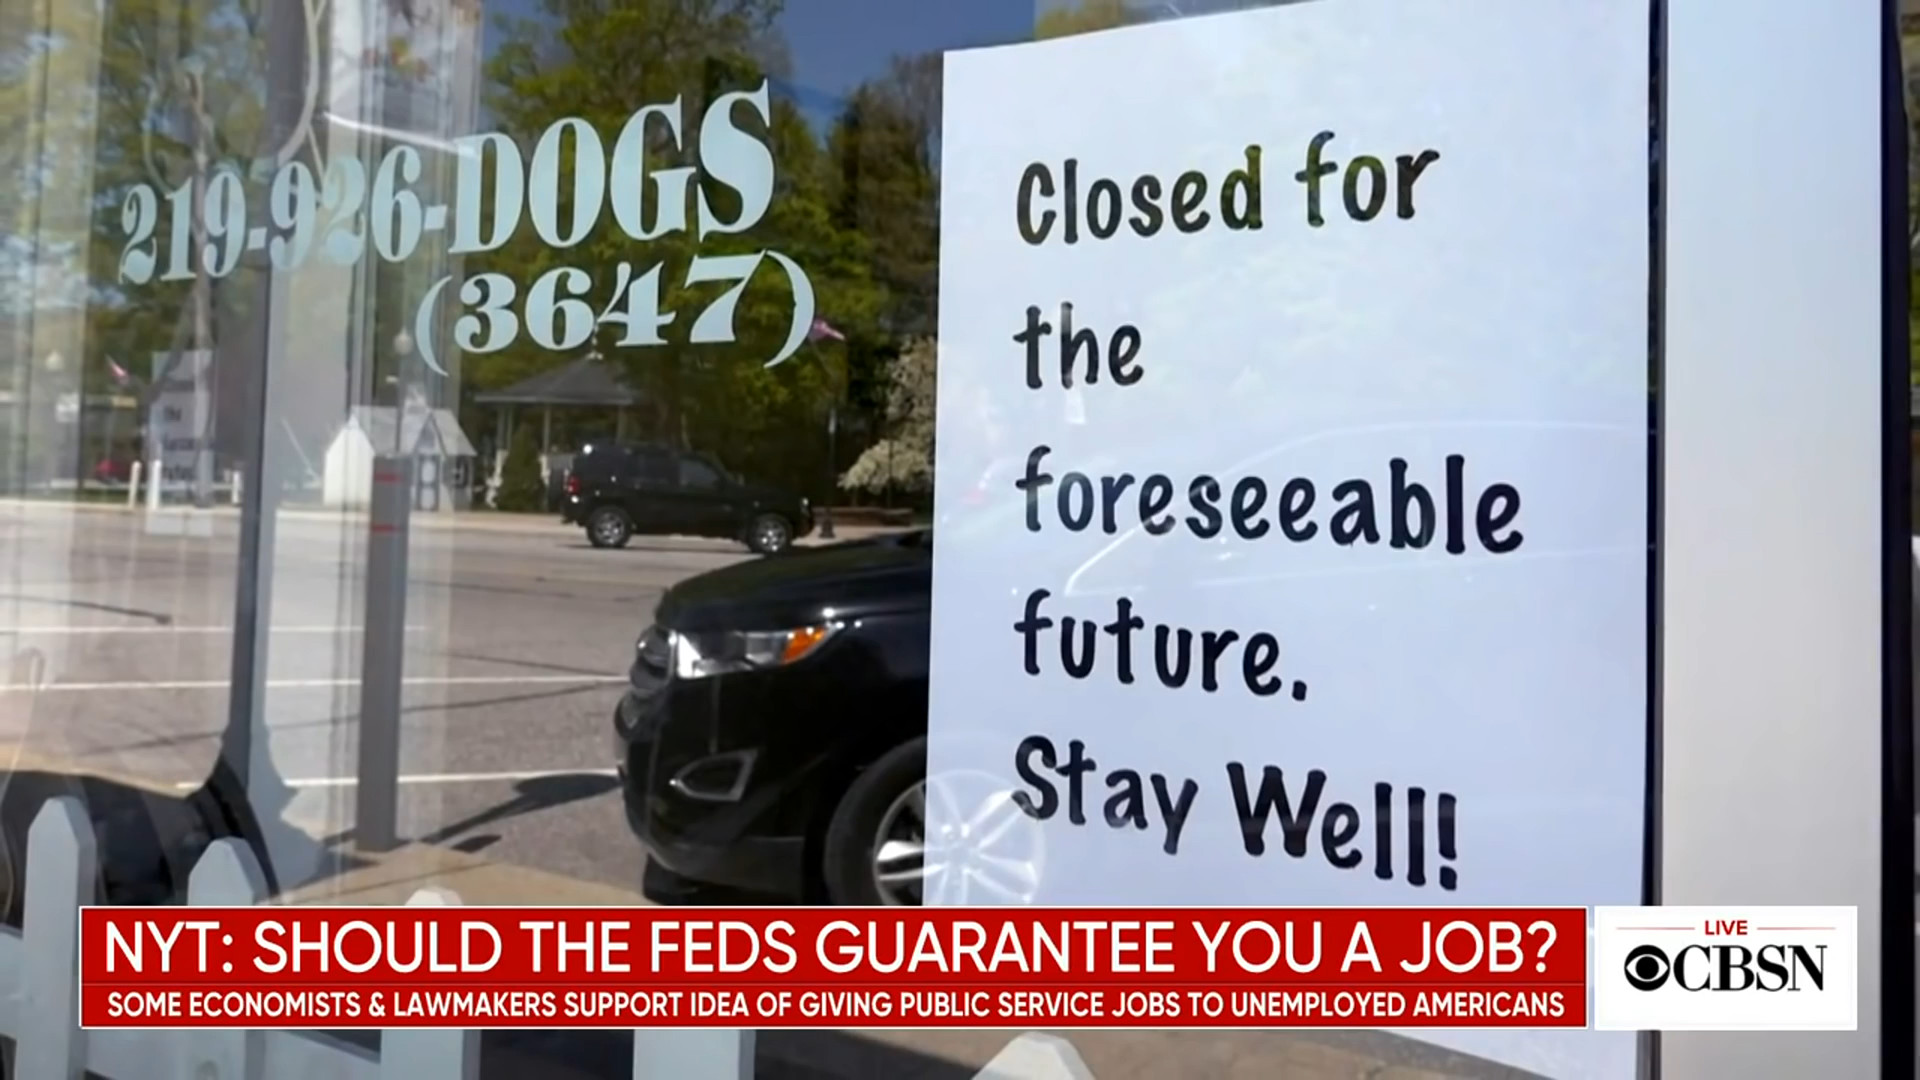 219-926-DOGS
(3647)
Closed for
the
foreseeable
future.
Stay Well!
NYT: SHOULD THE FEDS GUARANTEE YOU A JOB?
SOME ECONOMISTS & LAWMAKERS SUPPORT IDEA OF GIVING PUBLIC SERVICE JOBS TO UNEMPLOYED AMERICANS
LIVE
CBSN